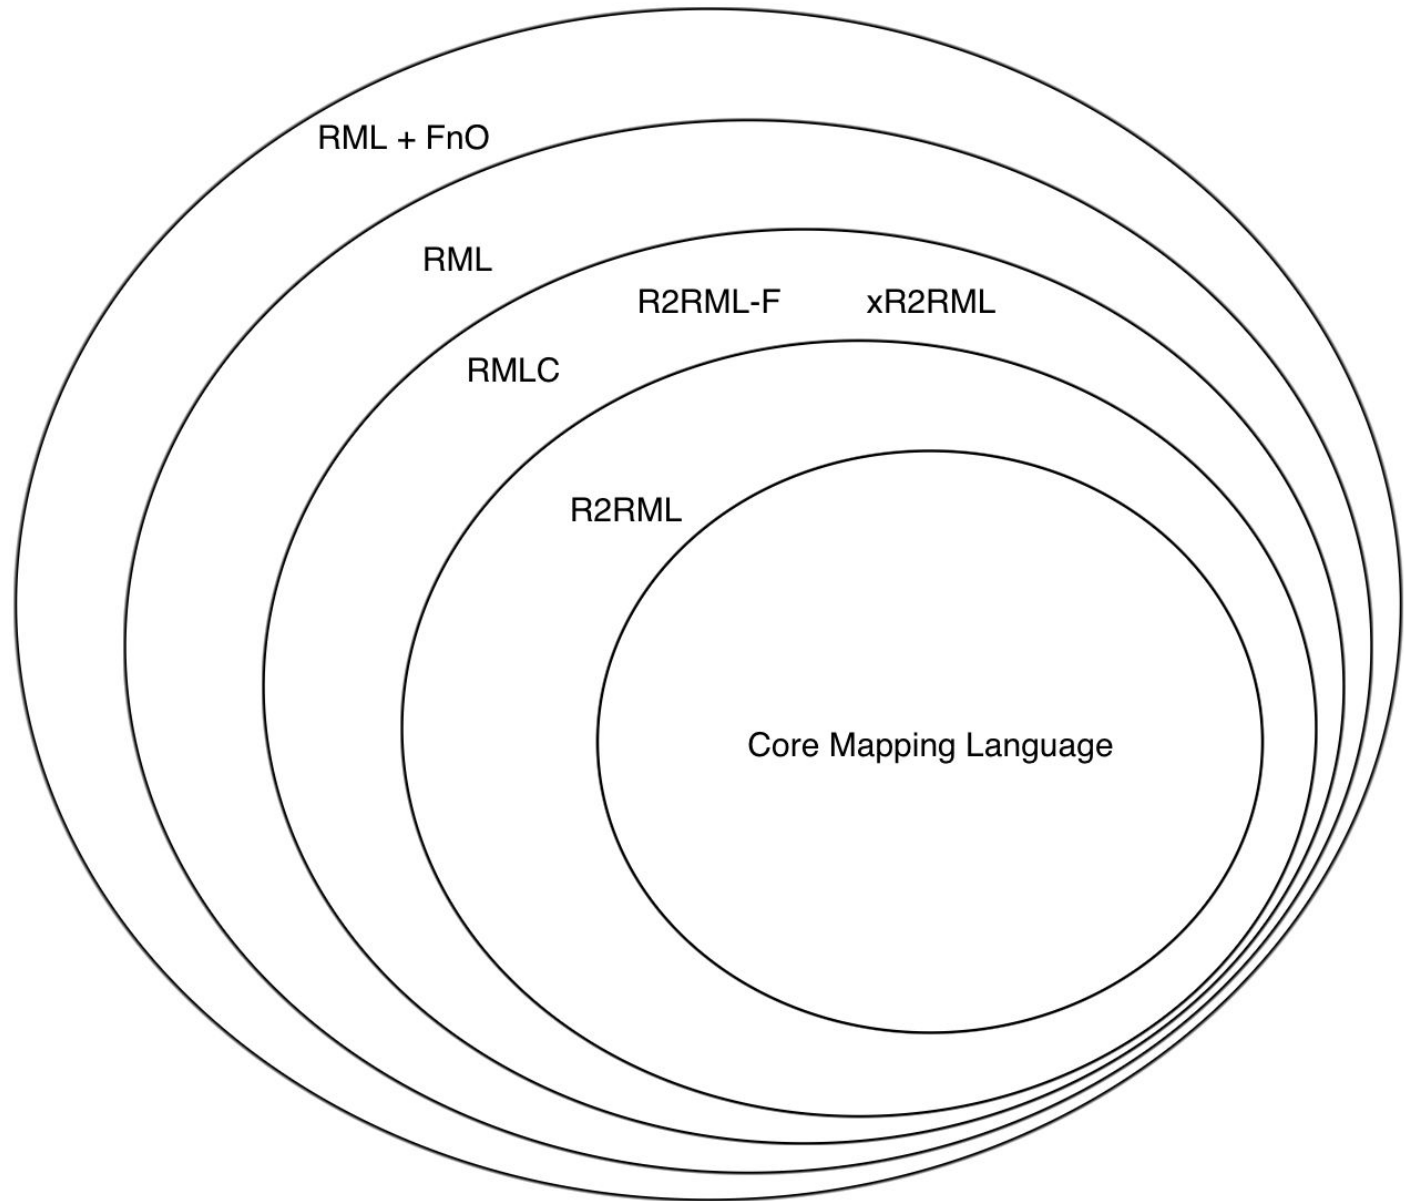 RML + FnO
RML
R2RML-F
xR2RML
RMLC
R2RML
Core Mapping Language